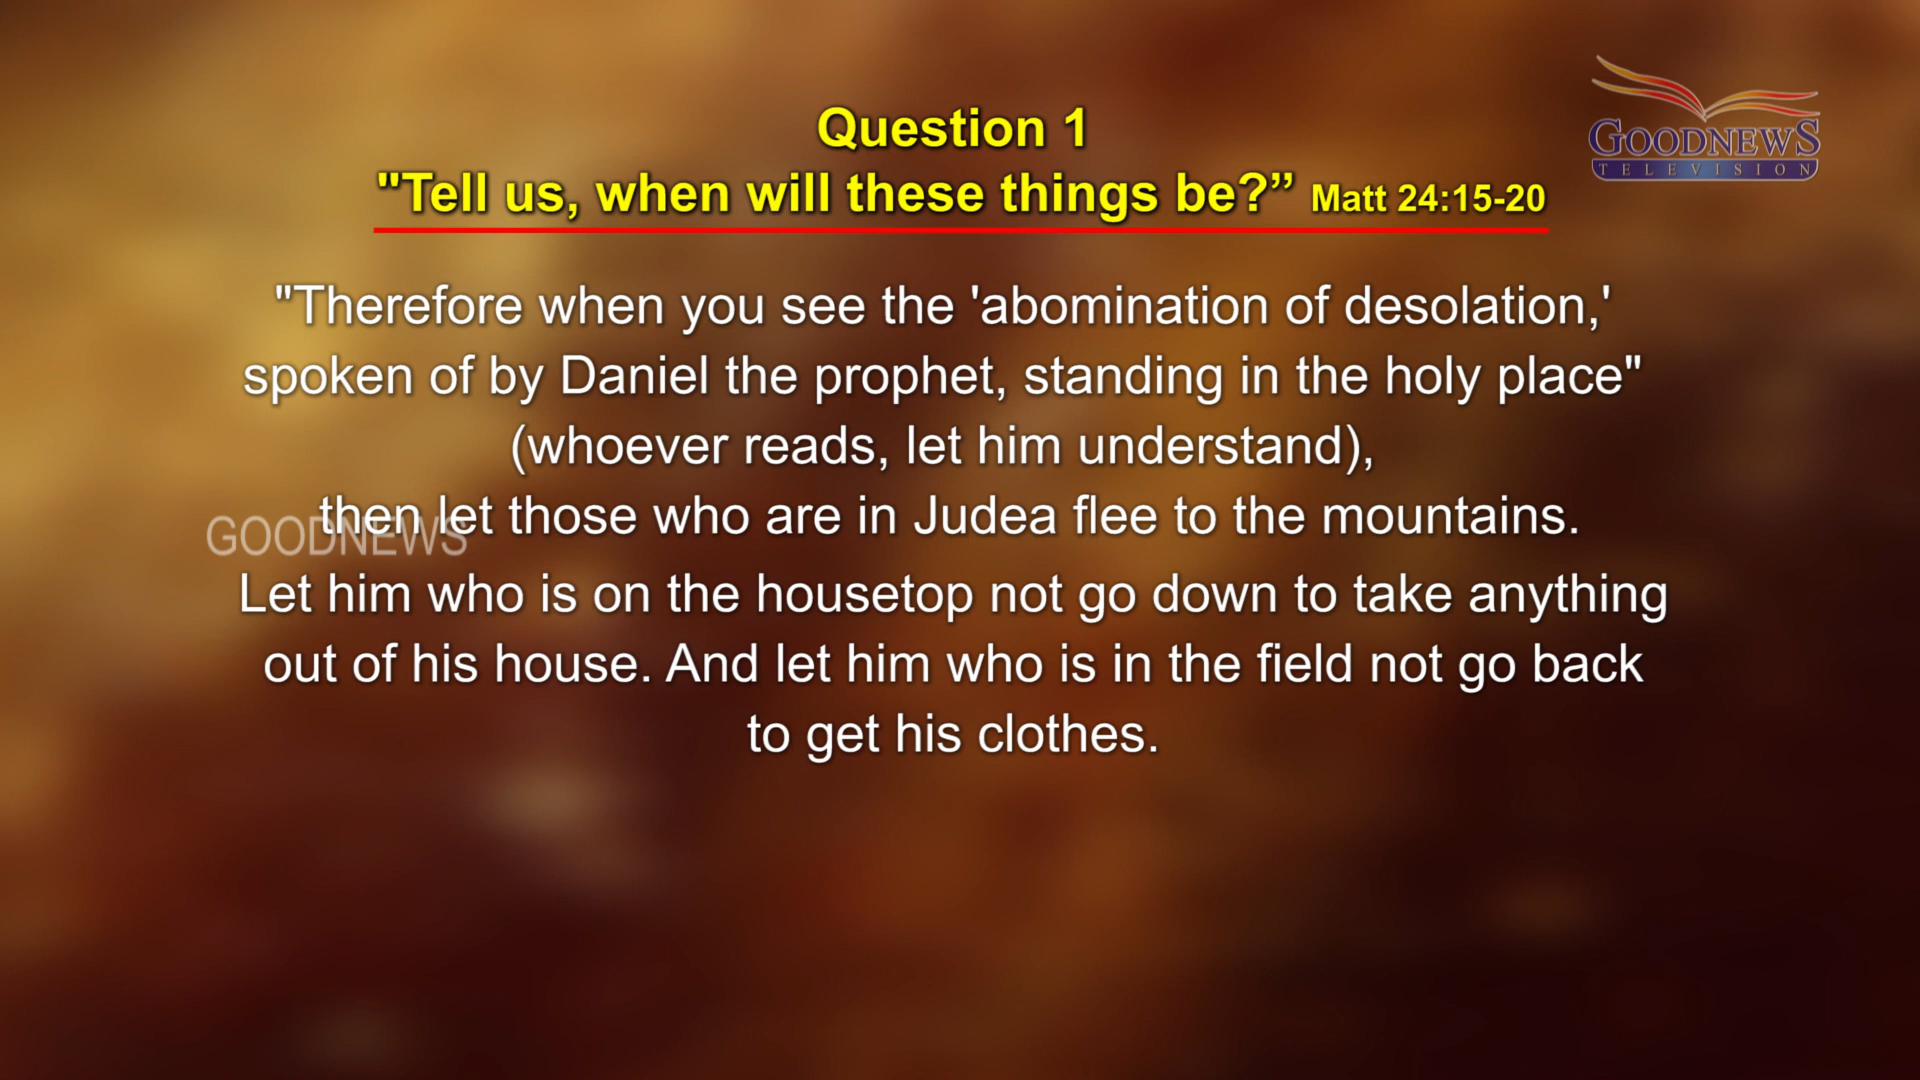 Question 1
"Tell us, when will these things be?” Matt 24:15-20
GOODNEWS
TELEVISION
"Therefore when you see the 'abomination of desolation,'
spoken of by Daniel the prophet, standing in the holy place"
(whoever reads, let him understand),
then let those who are in Judea flee to the mountains.
GOODNEWS
Let him who is on the housetop not go down to take anything
out of his house. And let him who is in the field not go back
to get his clothes.